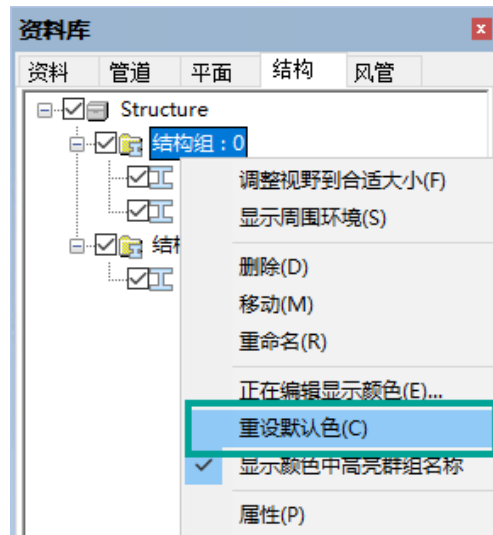 资料库
资料 管道 平面 结构 风管
Structure
结构组：0
调整视野到合适大小(F)
显示周围环境(S)
结
删除(D)
移动(M)
重命名(R)
正在编辑显示颜色(E)...
重设默认色(C)
显示颜色中高亮群组名称
属性(P)